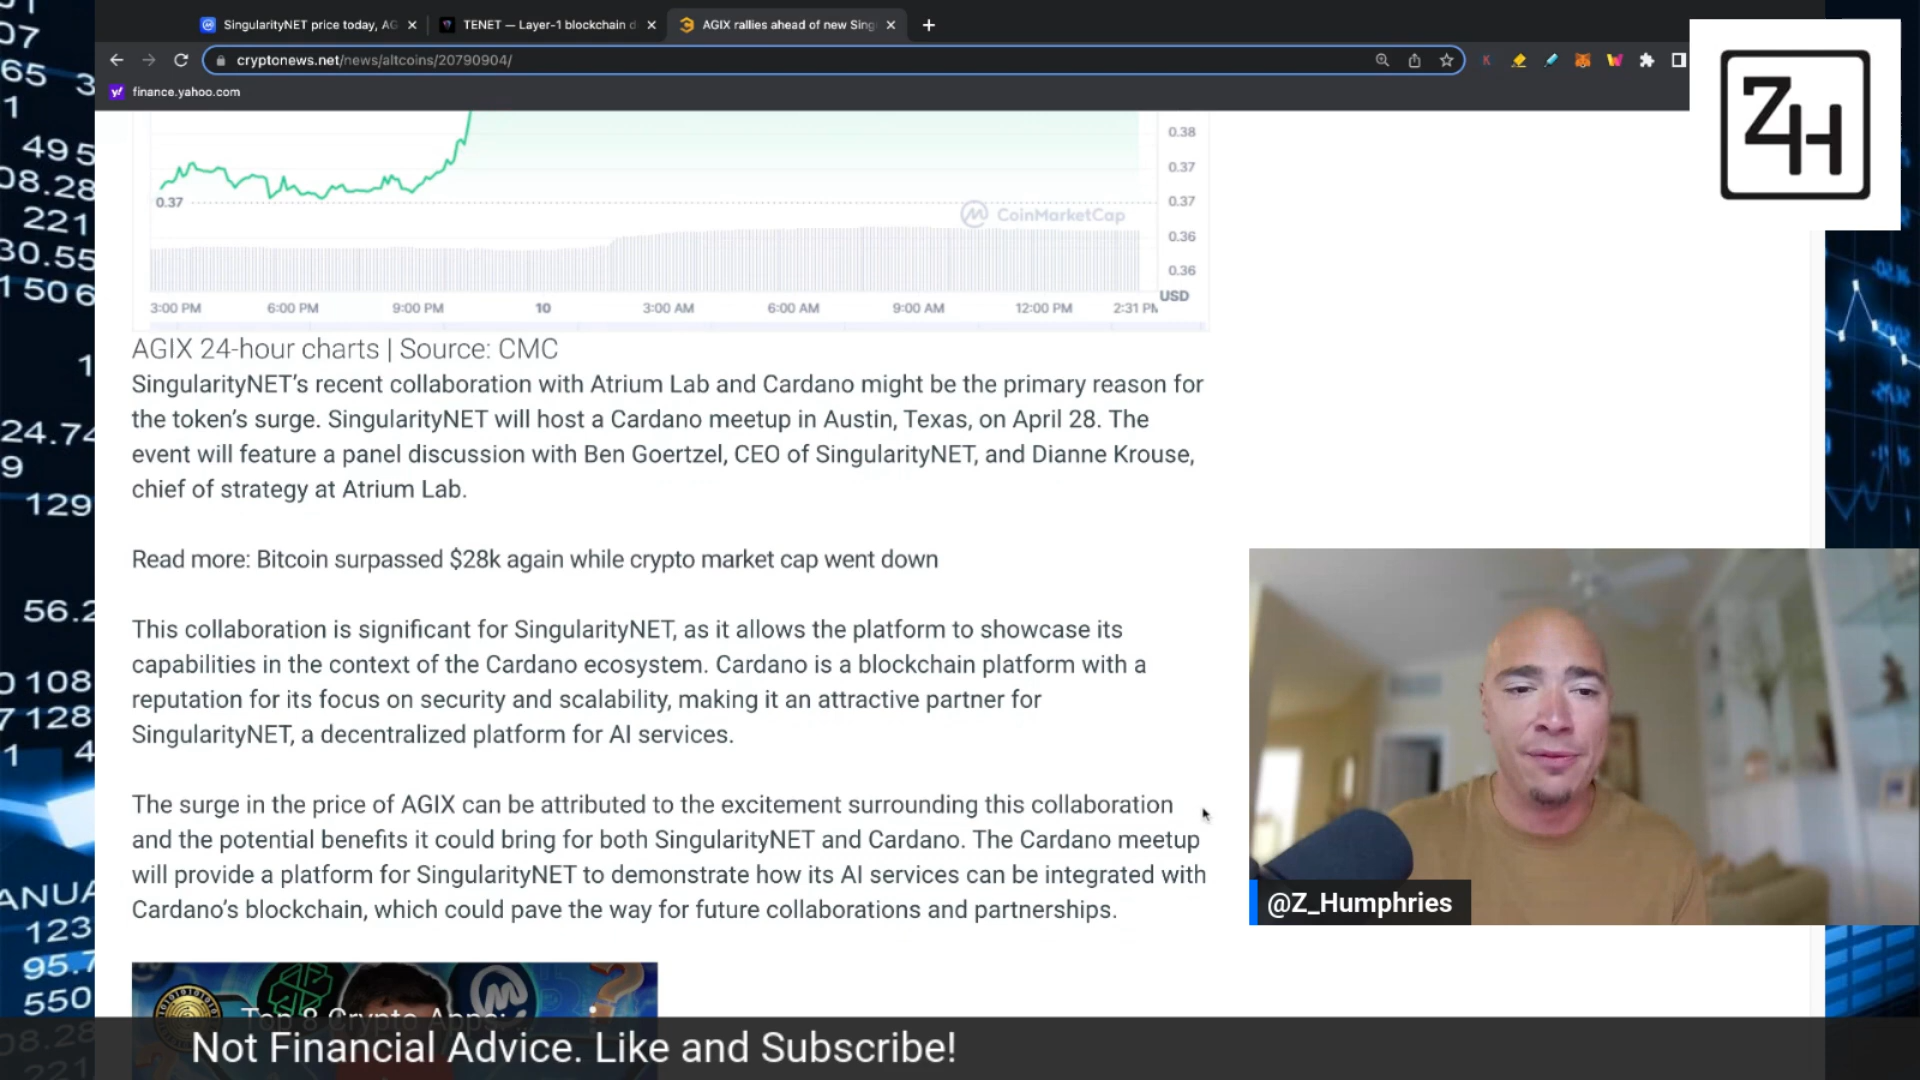 SingularityNET price today, AG
TENET — Layer-1 blockchain d
AGIX rallies ahead of new Sing
cryptonews.net/news/altcoins/20790904/
finance.yahoo.com
ZH
0.38
0.37
0.37
0.37
CoinMarketCap
0.36
0.36
USD
3:00 PM 6:00 PM 9:00 PM 10 3:00 AM 6:00 AM 9:00 AM 12:00 PM 2:31 PM
AGIX 24-hour charts | Source: CMC
SingularityNET’s recent collaboration with Atrium Lab and Cardano might be the primary reason for
the token’s surge. SingularityNET will host a Cardano meetup in Austin, Texas, on April 28. The
event will feature a panel discussion with Ben Goertzel, CEO of SingularityNET, and Dianne Krouse,
chief of strategy at Atrium Lab.
Read more: Bitcoin surpassed $28k again while crypto market cap went down
This collaboration is significant for SingularityNET, as it allows the platform to showcase its
capabilities in the context of the Cardano ecosystem. Cardano is a blockchain platform with a
reputation for its focus on security and scalability, making it an attractive partner for
SingularityNET, a decentralized platform for AI services.
The surge in the price of AGIX can be attributed to the excitement surrounding this collaboration
and the potential benefits it could bring for both SingularityNET and Cardano. The Cardano meetup
will provide a platform for SingularityNET to demonstrate how its AI services can be integrated with
Cardano’s blockchain, which could pave the way for future collaborations and partnerships.
@Z_Humphries
Top 8 Crypto Apps:
Not Financial Advice. Like and Subscribe!